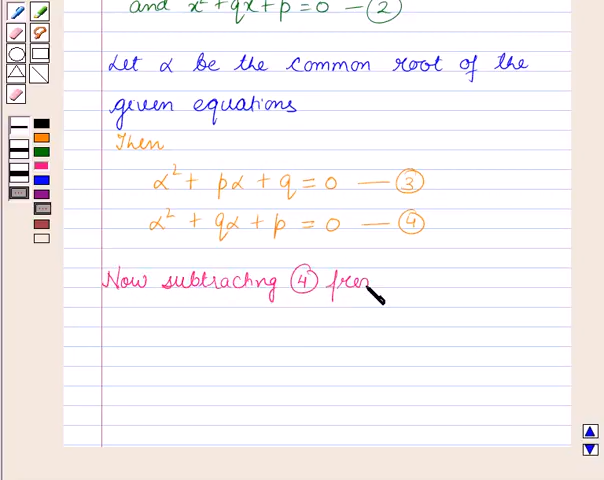 and x² + qx + p = 0 — ②
Let α be the common root of the
given equations
Then
α² + pα + q = 0 — ③
α² + qα + p = 0 — ④
Now subtracting ④ from